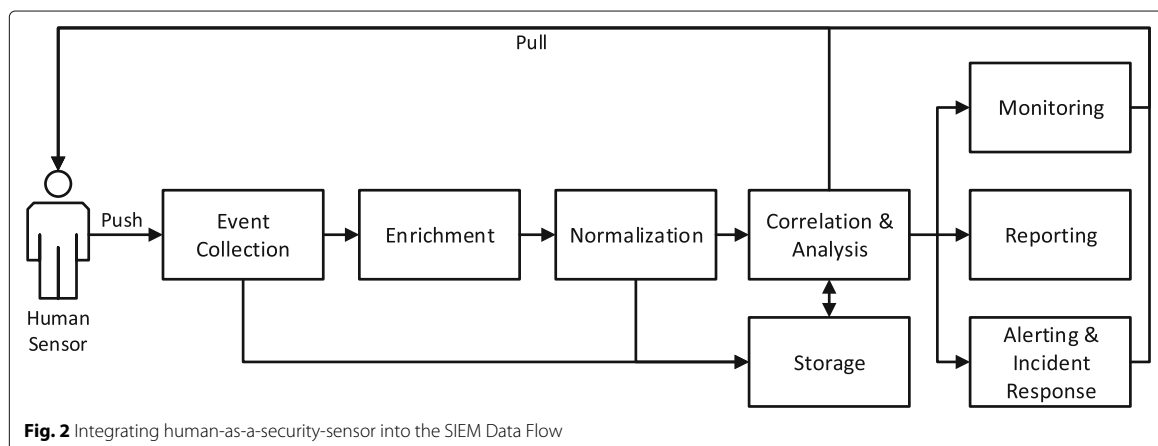 Pull
Monitoring
Push
Event
Collection
Enrichment
Normalization
Correlation &
Analysis
Reporting
Human
Sensor
Storage
Alerting &
Incident
Response
Fig. 2 Integrating human-as-a-security-sensor into the SIEM Data Flow